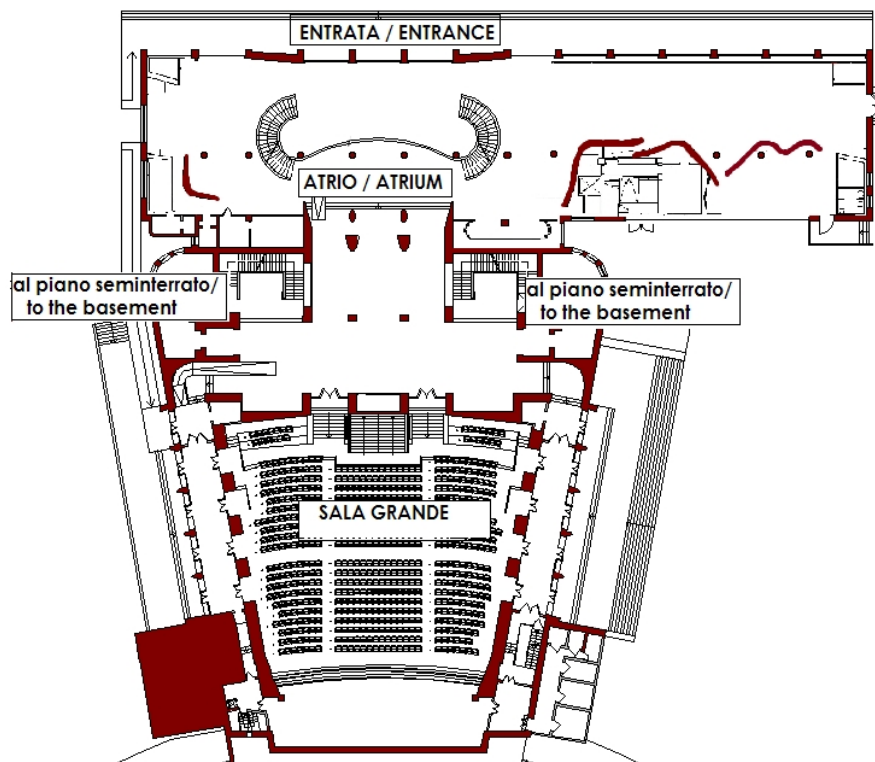 ENTRATA / ENTRANCE
ATRIO / ATRIUM
al piano seminterrato/
to the basement
al piano seminterrato/
to the basement
SALA GRANDE